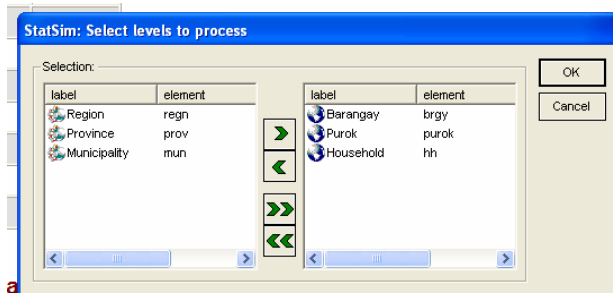 StatSim: Select levels to process
Selection:
label element
Region regn
Province prov
Municipality mun
label element
Barangay brgy
Purok purok
Household hh
OK
Cancel
a